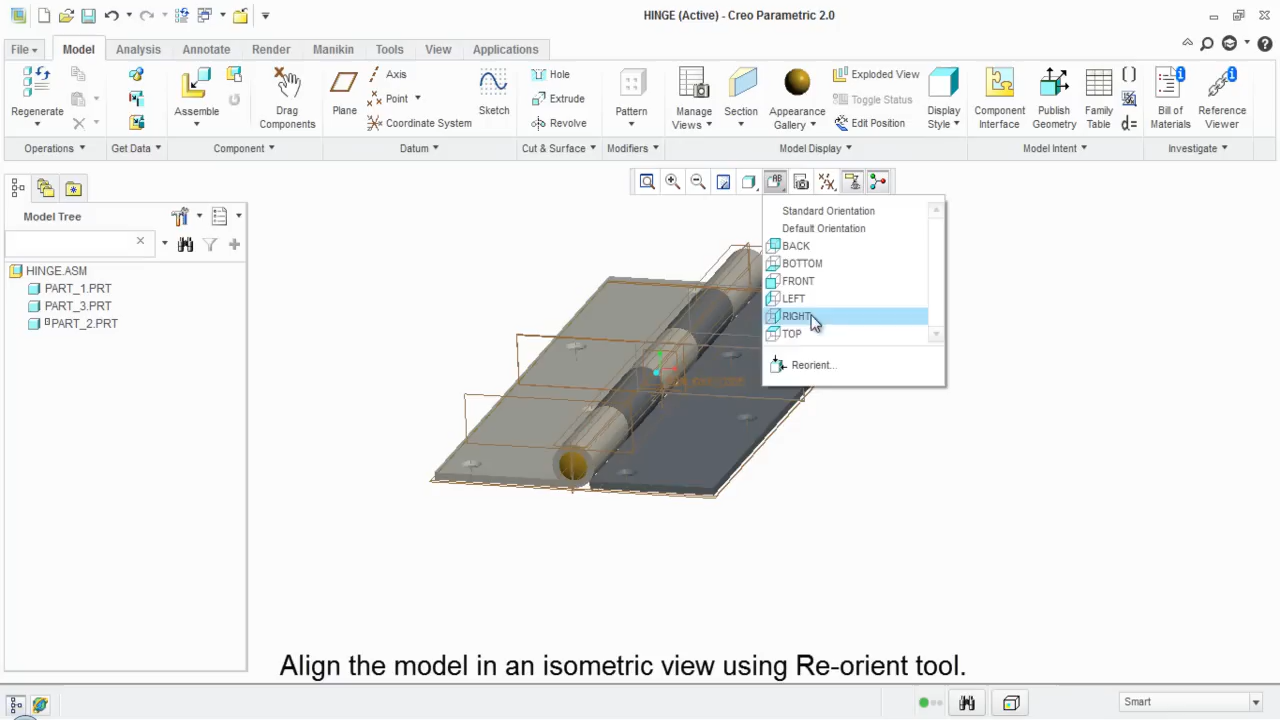 HINGE (Active) - Creo Parametric 2.0
File Model Analysis Annotate Render Manikin Tools View Applications
Regenerate
Assemble
Drag
Components
Plane
Axis
Point
Coordinate System
Sketch
Hole
Extrude
Revolve
Pattern
Manage
Views
Section
Appearance
Gallery
Exploded View
Toggle Status
Edit Position
Display
Style
Component
Interface
Publish
Geometry
Family
Table
Bill of
Materials
Reference
Viewer
Operations Get Data Component Datum Cut & Surface Modifiers Model Display Model Intent Investigate
Model Tree
HINGE.ASM
PART_1.PRT
PART_3.PRT
PART_2.PRT
Standard Orientation
Default Orientation
BACK
BOTTOM
FRONT
LEFT
RIGHT
TOP
Reorient...
Align the model in an isometric view using Re-orient tool.
Smart